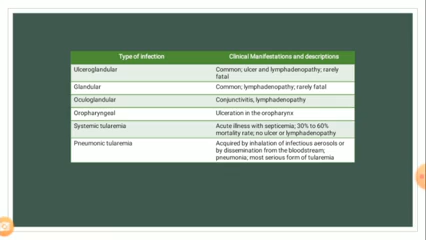 Type of infection Clinical Manifestations and descriptions
Ulceroglandular Common; ulcer and lymphadenopathy; rarely
fatal
Glandular Common; lymphadenopathy; rarely fatal
Oculoglandular Conjunctivitis, lymphadenopathy
Oropharyngeal Ulceration in the oropharynx
Systemic tularemia Acute illness with septicemia; 30% to 60%
mortality rate; no ulcer or lymphadenopathy
Pneumonic tularemia Acquired by inhalation of infectious aerosols or
by dissemination from the bloodstream;
pneumonia; most serious form of tularemia